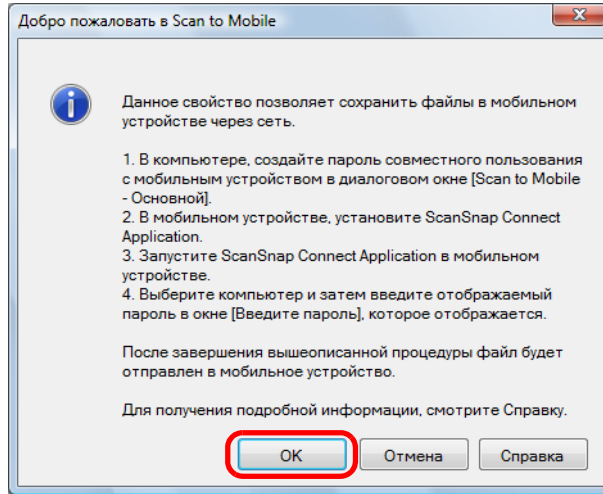 Добро пожаловать в Scan to Mobile
Данное свойство позволяет сохранить файлы в мобильном
устройстве через сеть.
1. В компьютере, создайте пароль совместного пользования
с мобильным устройством в диалоговом окне [Scan to Mobile
- Основной].
2. В мобильном устройстве, установите ScanSnap Connect
Application.
3. Запустите ScanSnap Connect Application в мобильном
устройстве.
4. Выберите компьютер и затем введите отображаемый
пароль в окне [Введите пароль], которое отображается.
После завершения вышеописанной процедуры файл будет
отправлен в мобильное устройство.
Для получения подробной информации, смотрите Справку.
OK Отмена Справка